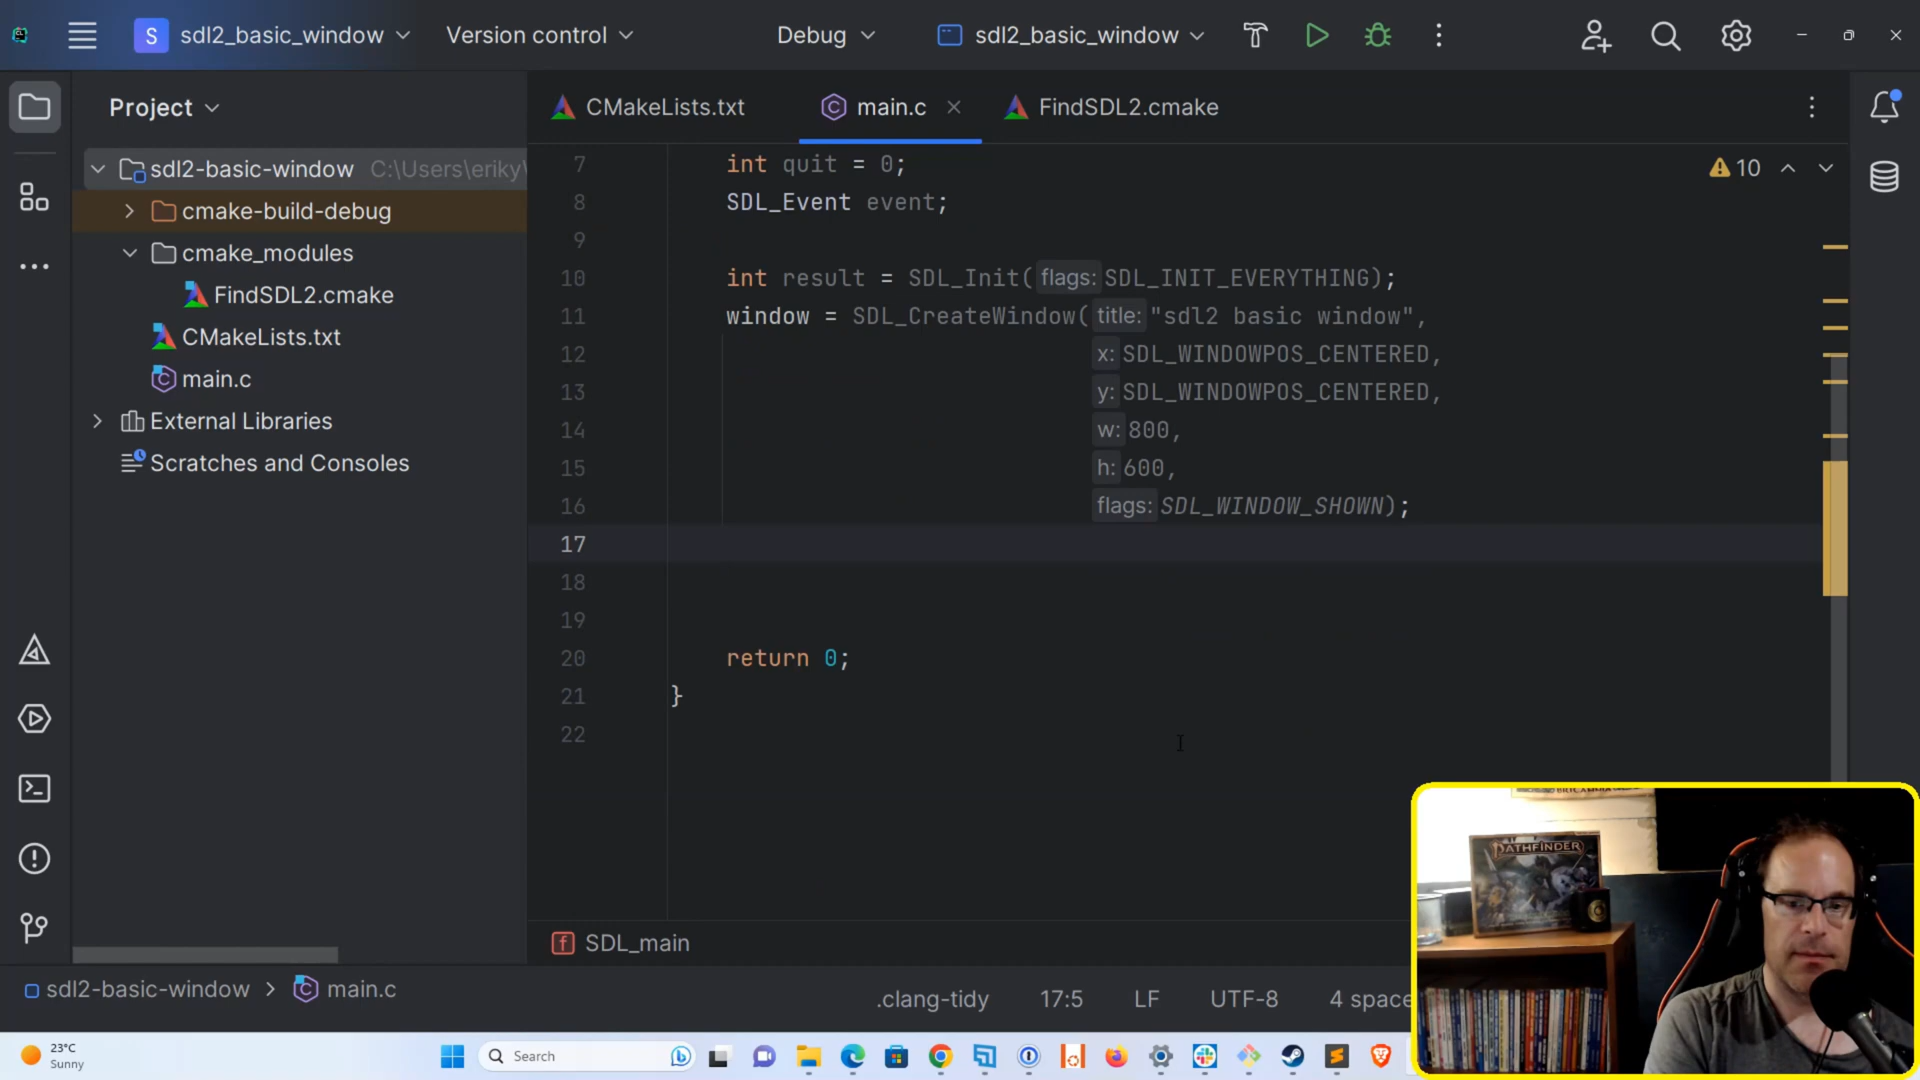 S sdl2_basic_window Version control Debug sdl2_basic_window
Project
CMakeLists.txt main.c FindSDL2.cmake
sdl2-basic-window C:\Users\eriky\
cmake-build-debug
cmake_modules
FindSDL2.cmake
CMakeLists.txt
main.c
External Libraries
Scratches and Consoles
10
7 int quit = 0;
8 SDL_Event event;
9
10 int result = SDL_Init( flags: SDL_INIT_EVERYTHING);
11 window = SDL_CreateWindow( title: "sdl2 basic window",
12 x: SDL_WINDOWPOS_CENTERED,
13 y: SDL_WINDOWPOS_CENTERED,
14 w: 800,
15 h: 600,
16 flags: SDL_WINDOW_SHOWN);
17
18
19
20 return 0;
21 }
22
f SDL_main
PATHFINDER
sdl2-basic-window > main.c .clang-tidy 17:5 LF UTF-8 4 space
23°C
Sunny
Search